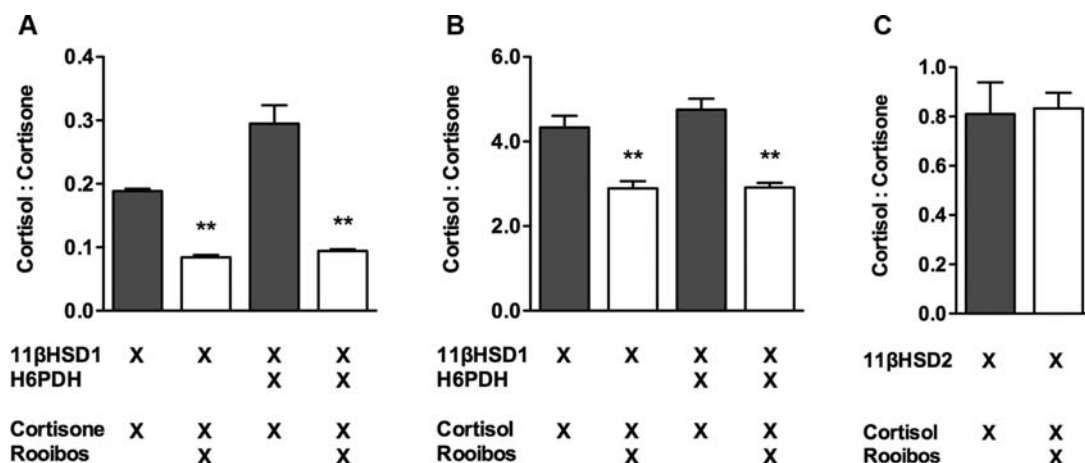 A
Cortisol : Cortisone
0.4
0.3
0.2
0.1
0.0
**
**
11βHSD1 X X X X
H6PDH X X
Cortisone X X X X
Rooibos X X
B
Cortisol : Cortisone
6.0
4.0
2.0
0.0
**
**
11βHSD1 X X X X
H6PDH X X
Cortisol X X X X
Rooibos X X
C
Cortisol : Cortisone
1.0
0.8
0.6
0.4
0.2
0.0
11βHSD2 X X
Cortisol X X
Rooibos X